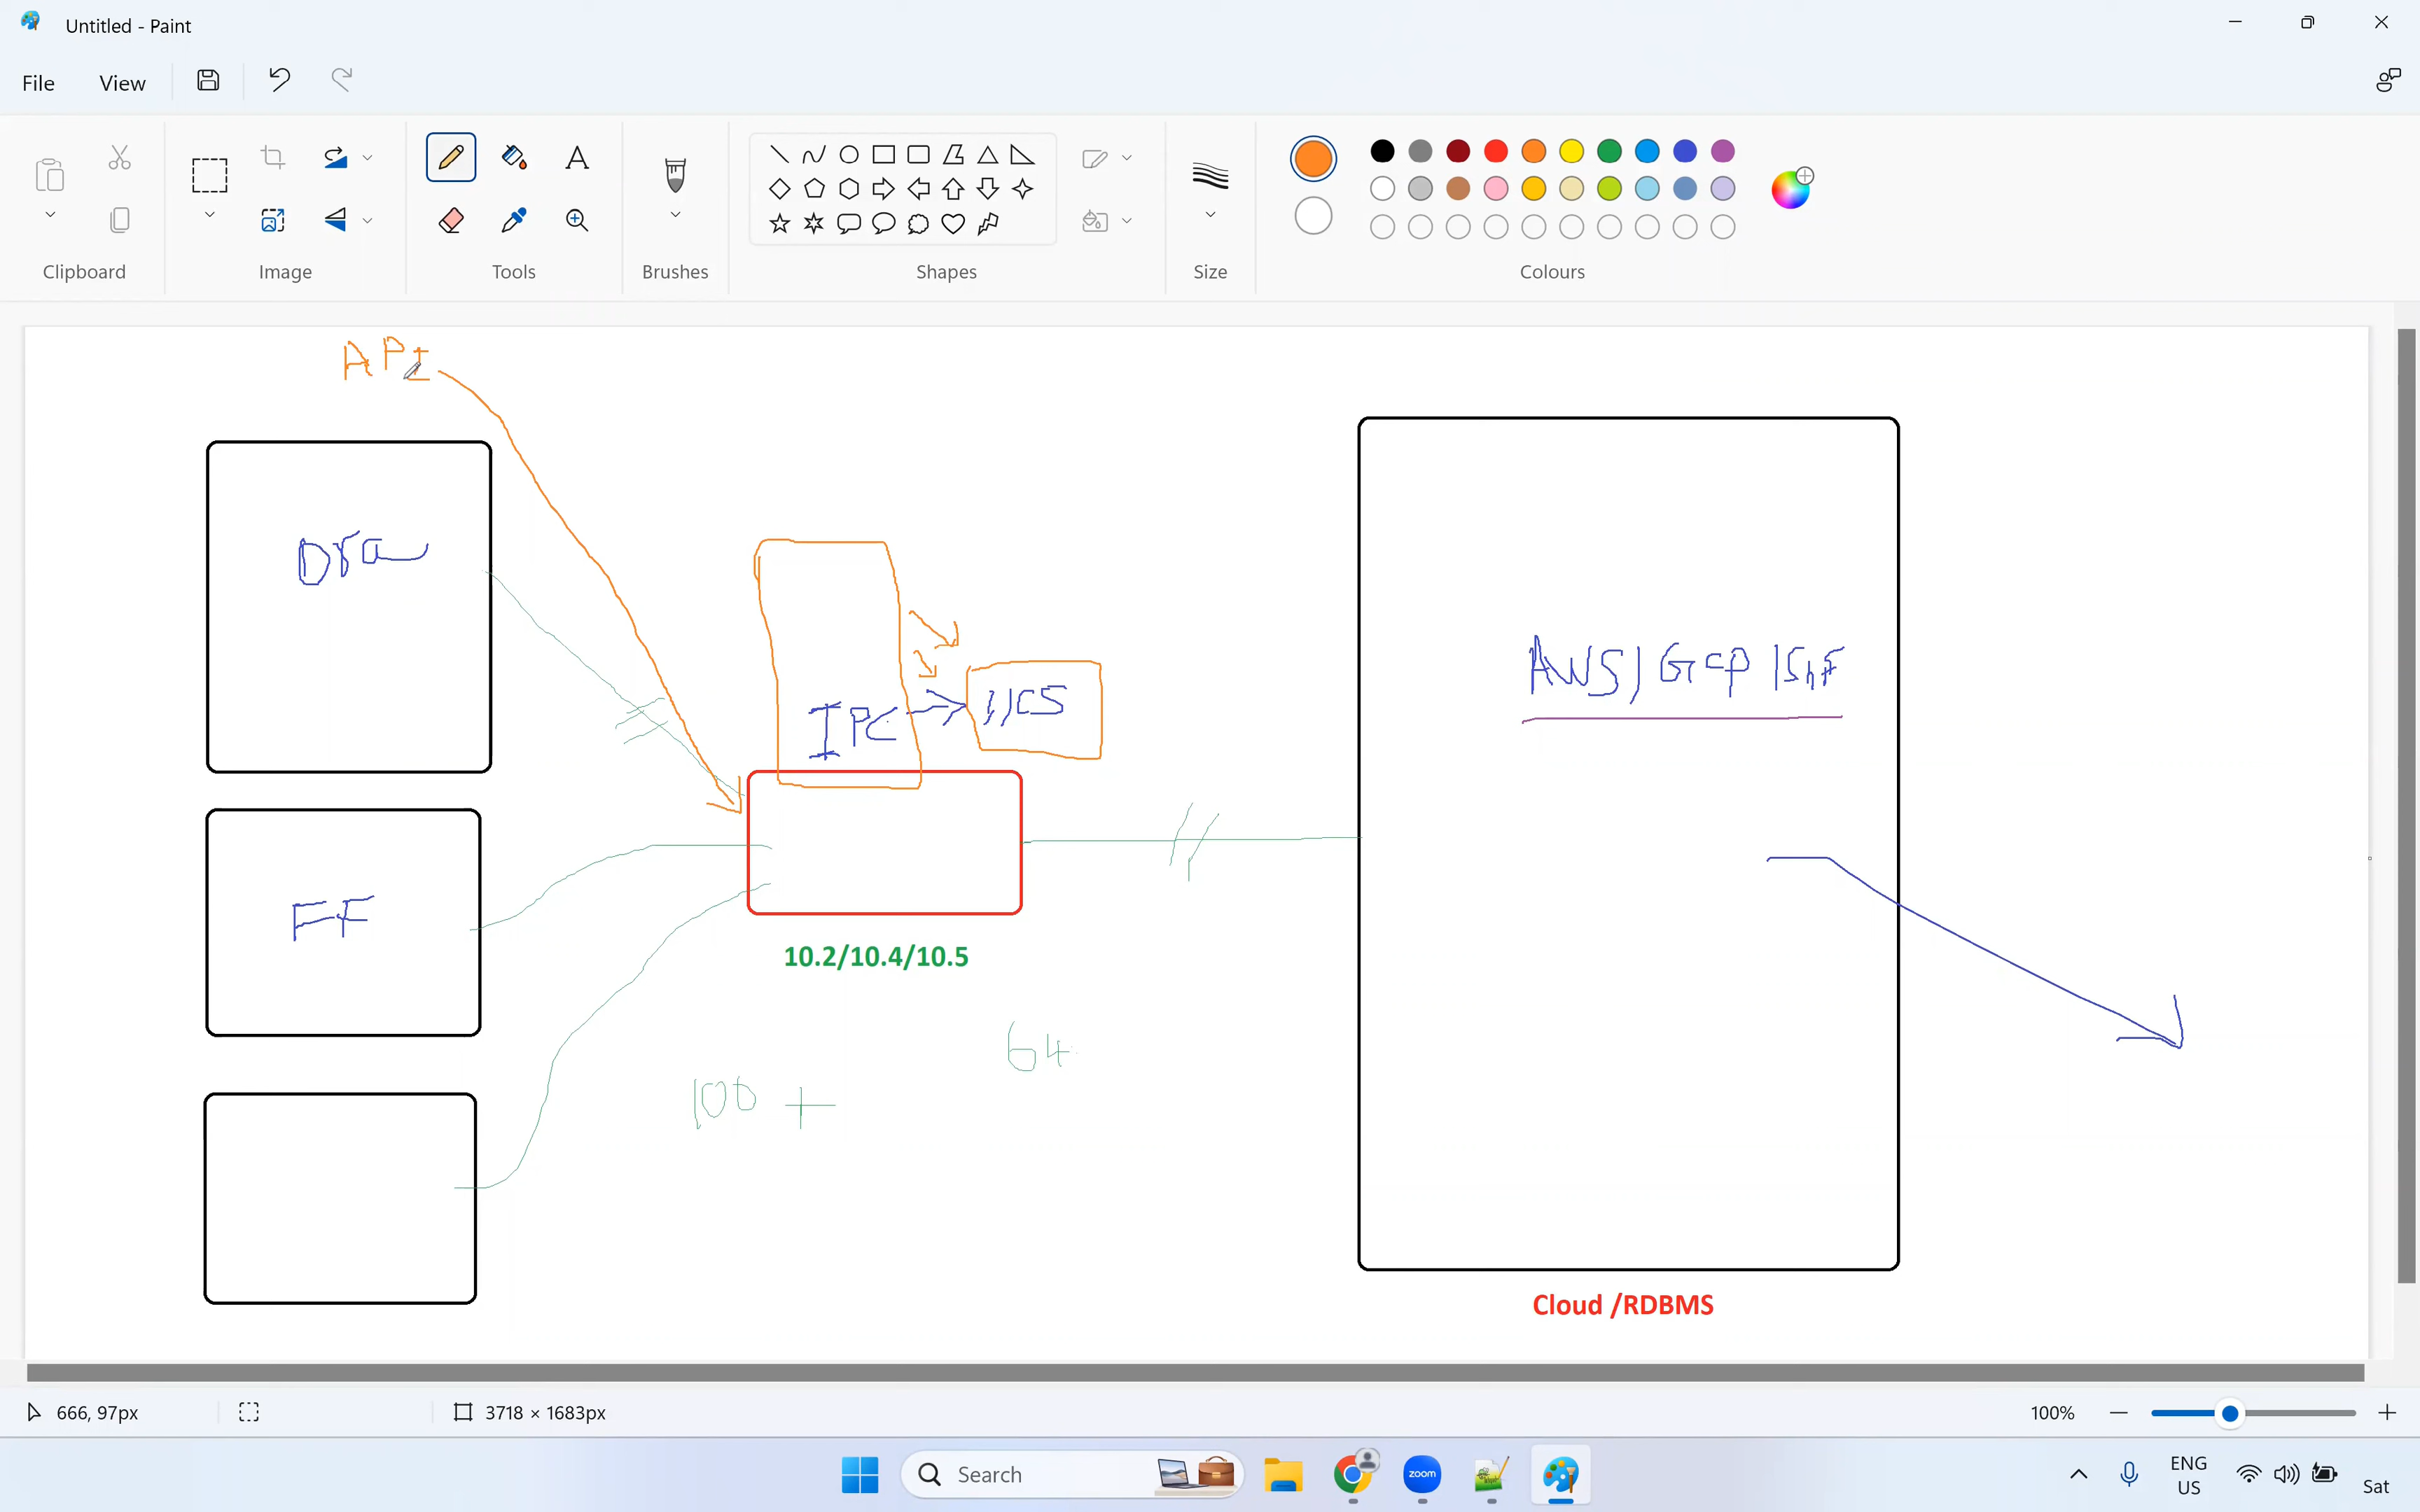 Untitled - Paint
File View
Clipboard Image Tools Brushes Shapes Size Colours
API
Ora
IPC
IICS
AWS/GCP
FF
10.2/10.4/10.5
64
100 +
Cloud /RDBMS
666, 97px
3718 × 1683px
100%
Search
zoom
ENG
US
Sat